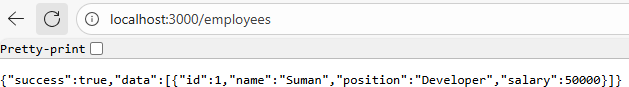 localhost:3000/employees
Pretty-print
{"success":true,"data":[{"id":1,"name":"Suman","position":"Developer","salary":50000}]}